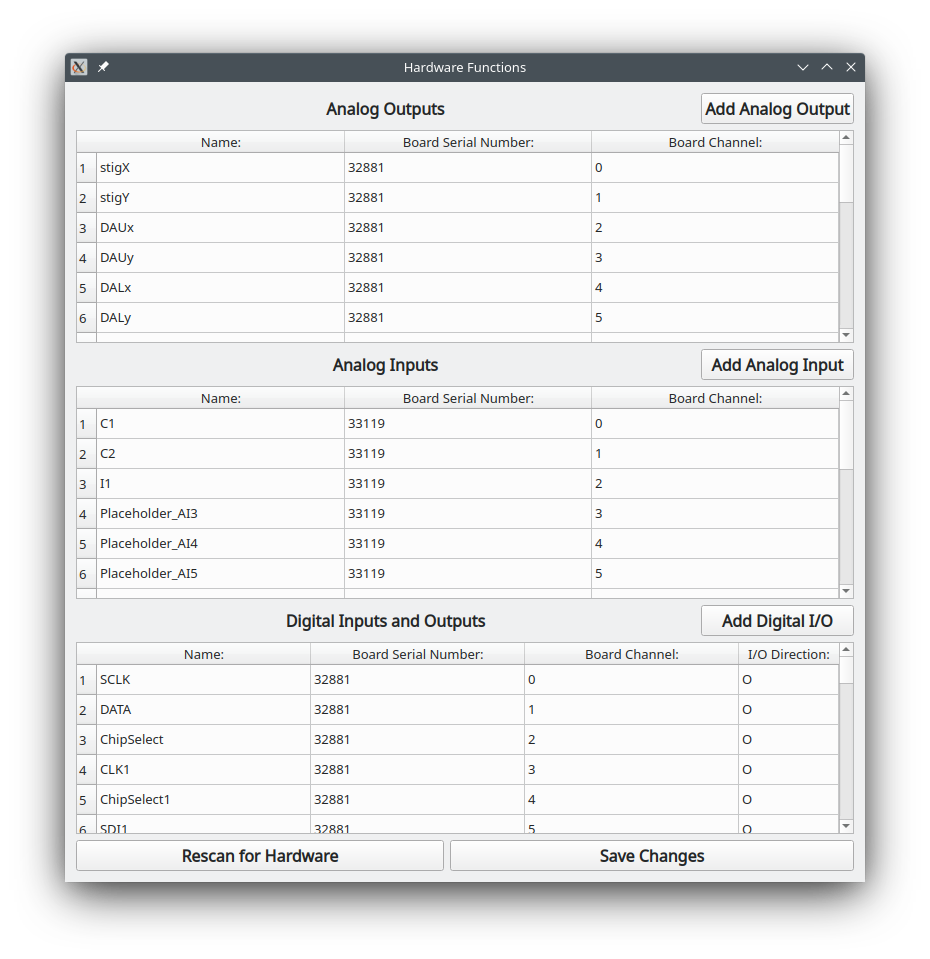 Hardware Functions
Analog Outputs Add Analog Output
Name: Board Serial Number: Board Channel:
1 stigX 32881 0
2 stigY 32881 1
3 DAUx 32881 2
4 DAUy 32881 3
5 DALx 32881 4
6 DALy 32881 5
Analog Inputs Add Analog Input
Name: Board Serial Number: Board Channel:
1 C1 33119 0
2 C2 33119 1
3 I1 33119 2
4 Placeholder_AI3 33119 3
5 Placeholder_AI4 33119 4
6 Placeholder_AI5 33119 5
Digital Inputs and Outputs Add Digital I/O
Name: Board Serial Number: Board Channel: I/O Direction:
1 SCLK 32881 0 O
2 DATA 32881 1 O
3 ChipSelect 32881 2 O
4 CLK1 32881 3 O
5 ChipSelect1 32881 4 O
6 SDI1 32881 5 O
Rescan for Hardware Save Changes